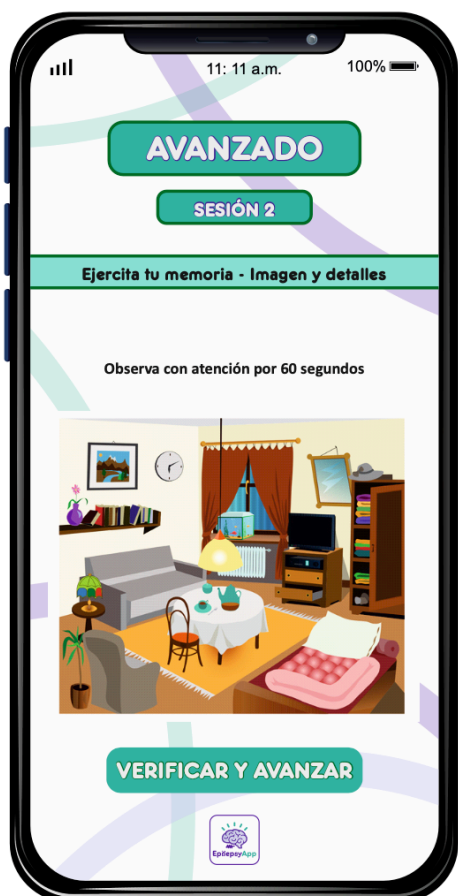 11: 11 a.m.
100%
AVANZADO
SESIÓN 2
Ejercita tu memoria - Imagen y detalles
Observa con atención por 60 segundos
VERIFICAR Y AVANZAR
EpilepsyApp